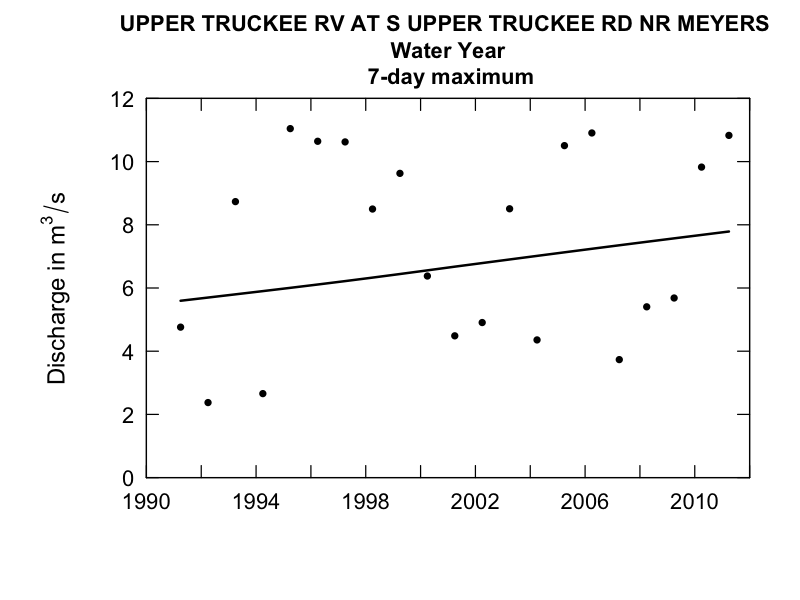 UPPER TRUCKEE RV AT S UPPER TRUCKEE RD NR MEYERS
Water Year
7-day maximum
Discharge in m³/s
12
10
8
6
4
2
0
1990 1994 1998 2002 2006 2010